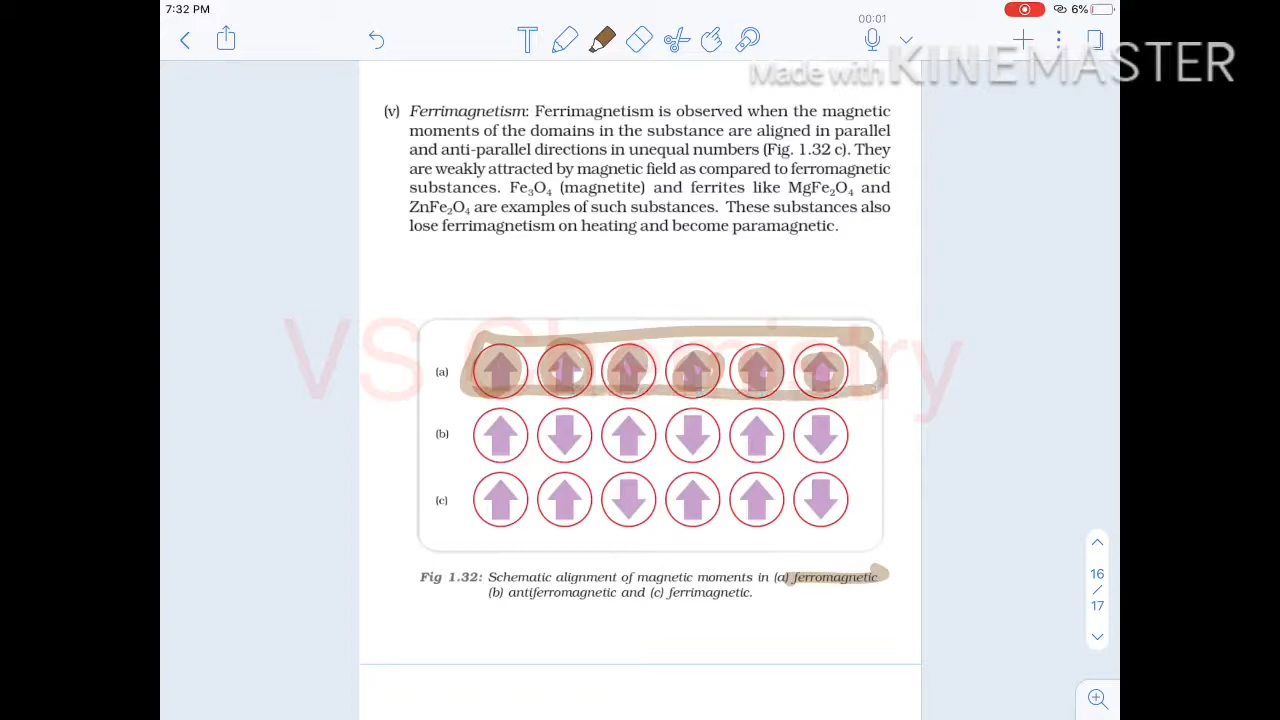 7:32 PM
6%
00:01
T
Made with KINEMASTER
(v) Ferrimagnetism: Ferrimagnetism is observed when the magnetic
moments of the domains in the substance are aligned in parallel
and anti-parallel directions in unequal numbers (Fig. 1.32 c). They
are weakly attracted by magnetic field as compared to ferromagnetic
substances. Fe₃O₄ (magnetite) and ferrites like MgFe₂O₄ and
ZnFe₂O₄ are examples of such substances. These substances also
lose ferrimagnetism on heating and become paramagnetic.
VS Chemistry
(a)
(b)
(c)
Fig 1.32: Schematic alignment of magnetic moments in (a) ferromagnetic
(b) antiferromagnetic and (c) ferrimagnetic.
16
/
17